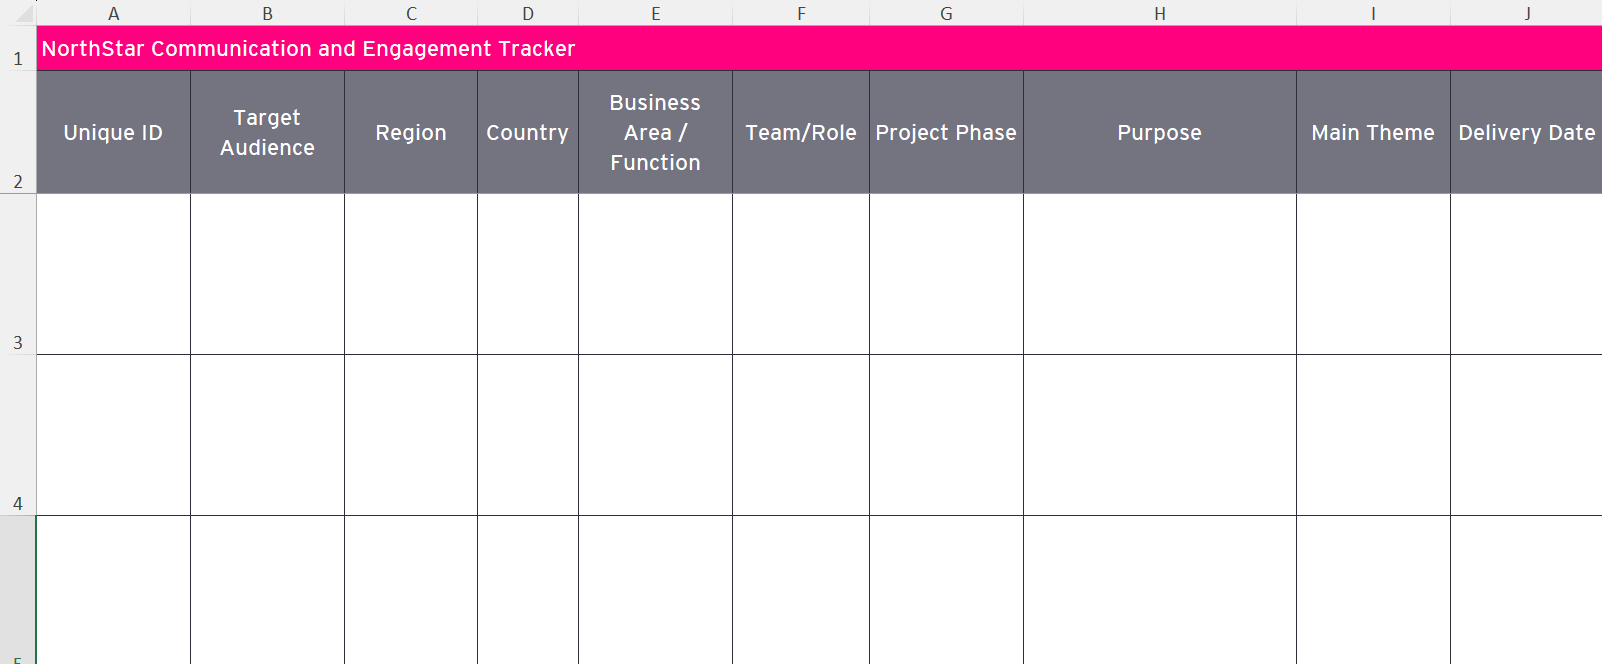 A B C D E F G H I J
1 NorthStar Communication and Engagement Tracker
2 Unique ID
Target
Audience
Region
Country
Business
Area /
Function
Team/Role
Project Phase
Purpose
Main Theme
Delivery Date
3
4
5